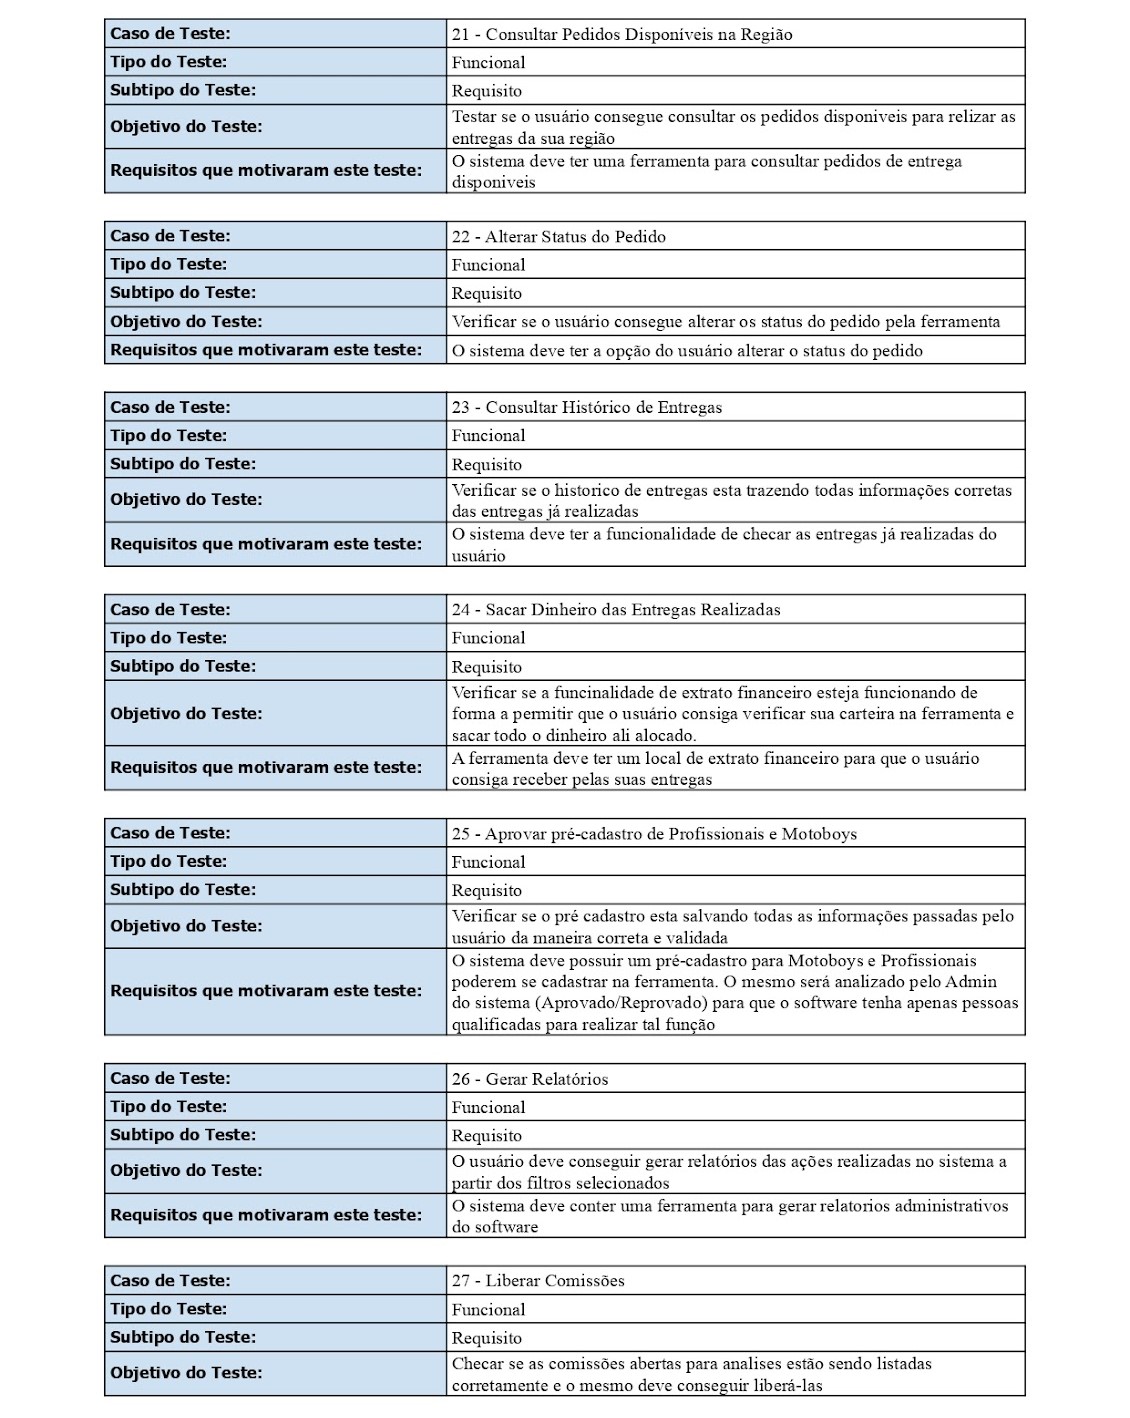 Caso de Teste: 21 - Consultar Pedidos Disponíveis na Região
Tipo do Teste: Funcional
Subtipo do Teste: Requisito
Objetivo do Teste: Testar se o usuário consegue consultar os pedidos disponiveis para relizar as
entregas da sua região
Requisitos que motivaram este teste: O sistema deve ter uma ferramenta para consultar pedidos de entrega
disponiveis
Caso de Teste: 22 - Alterar Status do Pedido
Tipo do Teste: Funcional
Subtipo do Teste: Requisito
Objetivo do Teste: Verificar se o usuário consegue alterar os status do pedido pela ferramenta
Requisitos que motivaram este teste: O sistema deve ter a opção do usuário alterar o status do pedido
Caso de Teste: 23 - Consultar Histórico de Entregas
Tipo do Teste: Funcional
Subtipo do Teste: Requisito
Objetivo do Teste: Verificar se o historico de entregas esta trazendo todas informações corretas
das entregas já realizadas
Requisitos que motivaram este teste: O sistema deve ter a funcionalidade de checar as entregas já realizadas do
usuário
Caso de Teste: 24 - Sacar Dinheiro das Entregas Realizadas
Tipo do Teste: Funcional
Subtipo do Teste: Requisito
Objetivo do Teste: Verificar se a funcinalidade de extrato financeiro esteja funcionando de
forma a permitir que o usuário consiga verificar sua carteira na ferramenta e
sacar todo o dinheiro ali alocado.
Requisitos que motivaram este teste: A ferramenta deve ter um local de extrato financeiro para que o usuário
consiga receber pelas suas entregas
Caso de Teste: 25 - Aprovar pré-cadastro de Profissionais e Motoboys
Tipo do Teste: Funcional
Subtipo do Teste: Requisito
Objetivo do Teste: Verificar se o pré cadastro esta salvando todas as informações passadas pelo
usuário da maneira correta e validada
Requisitos que motivaram este teste: O sistema deve possuir um pré-cadastro para Motoboys e Profissionais
poderem se cadastrar na ferramenta. O mesmo será analizado pelo Admin
do sistema (Aprovado/Reprovado) para que o software tenha apenas pessoas
qualificadas para realizar tal função
Caso de Teste: 26 - Gerar Relatórios
Tipo do Teste: Funcional
Subtipo do Teste: Requisito
Objetivo do Teste: O usuário deve conseguir gerar relatórios das ações realizadas no sistema a
partir dos filtros selecionados
Requisitos que motivaram este teste: O sistema deve conter uma ferramenta para gerar relatorios administrativos
do software
Caso de Teste: 27 - Liberar Comissões
Tipo do Teste: Funcional
Subtipo do Teste: Requisito
Objetivo do Teste: Checar se as comissões abertas para analises estão sendo listadas
corretamente e o mesmo deve conseguir liberá-las